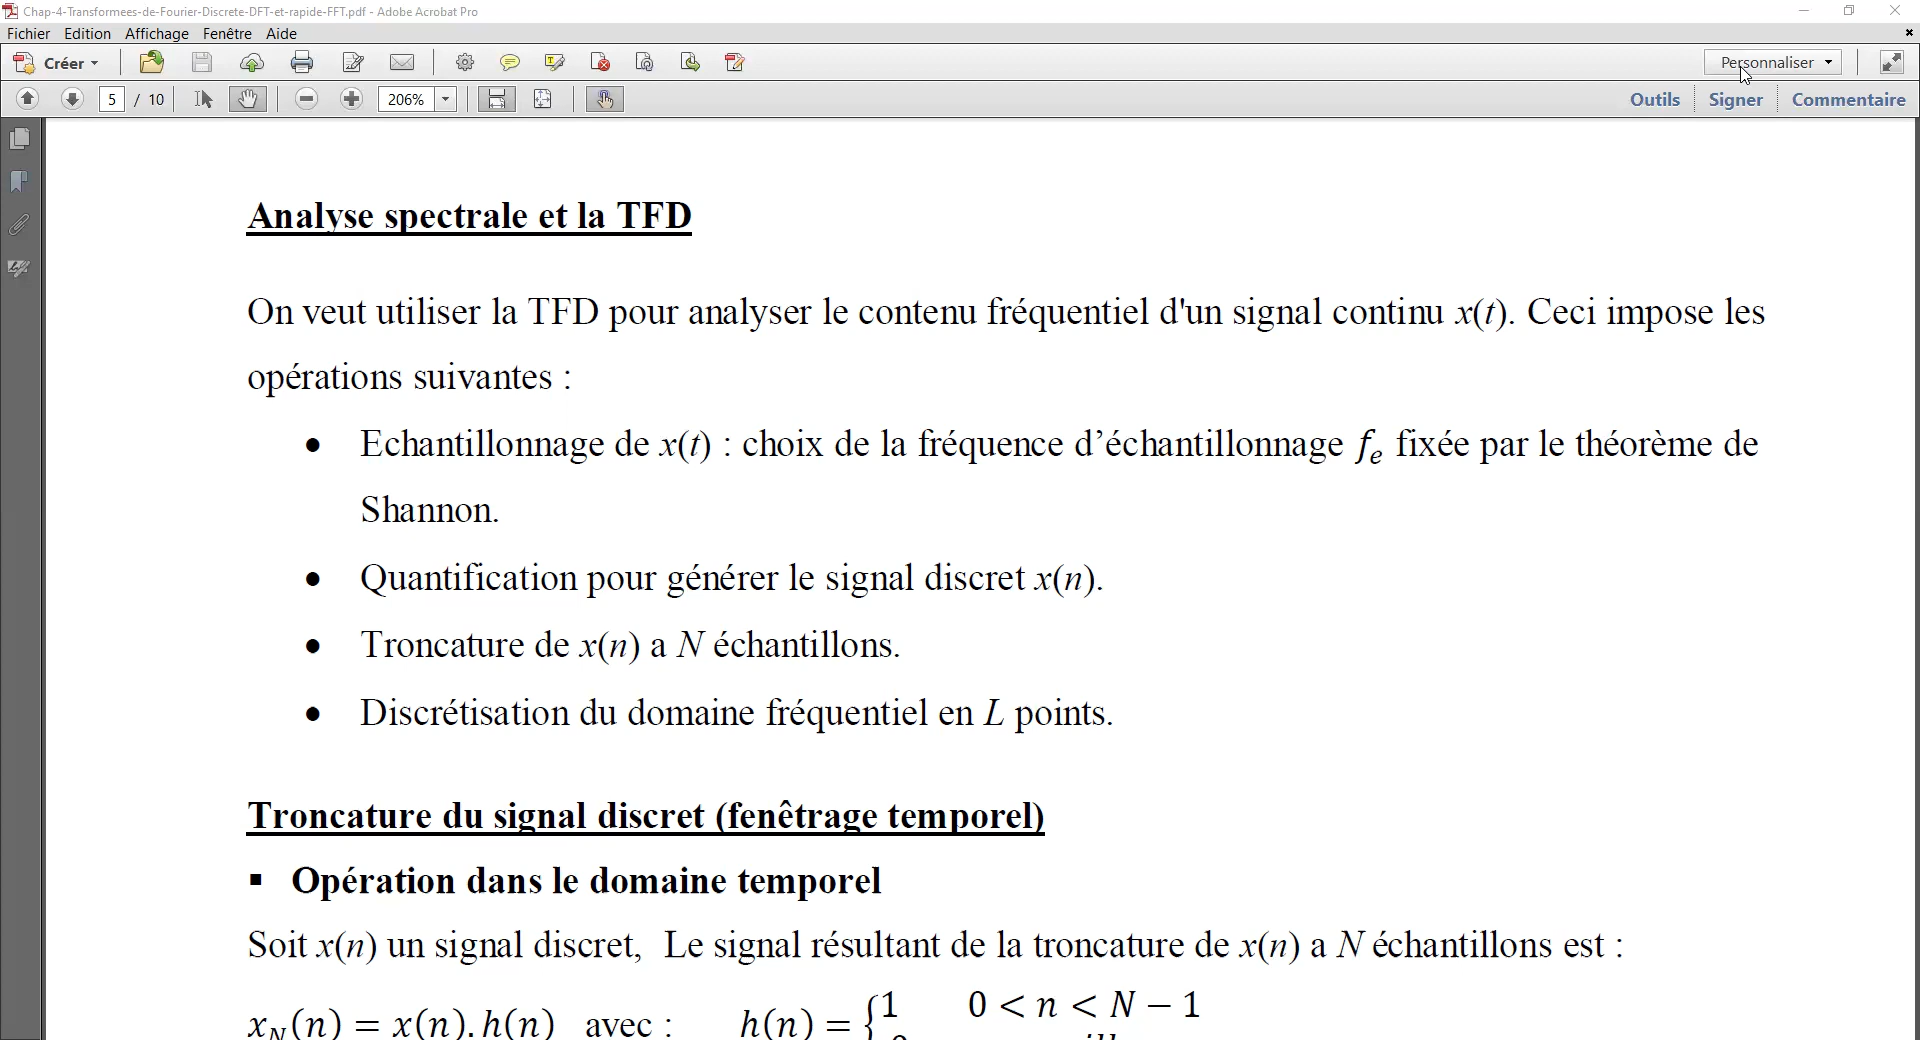 Chap-4-Transformees-de-Fourier-Discrete-DFT-et-rapide-FFT.pdf - Adobe Acrobat Pro
Fichier Edition Affichage Fenêtre Aide
Créer
Personnaliser
5 / 10
206%
Outils Signer Commentaire
Analyse spectrale et la TFD
On veut utiliser la TFD pour analyser le contenu fréquentiel d'un signal continu x(t). Ceci impose les
opérations suivantes :
• Echantillonnage de x(t) : choix de la fréquence d’échantillonnage fₑ fixée par le théorème de
Shannon.
• Quantification pour générer le signal discret x(n).
• Troncature de x(n) a N échantillons.
• Discrétisation du domaine fréquentiel en L points.
Troncature du signal discret (fenêtrage temporel)
▪ Opération dans le domaine temporel
Soit x(n) un signal discret, Le signal résultant de la troncature de x(n) a N échantillons est :
x_N(n) = x(n). h(n) avec : h(n) = {1 0 < n < N − 1